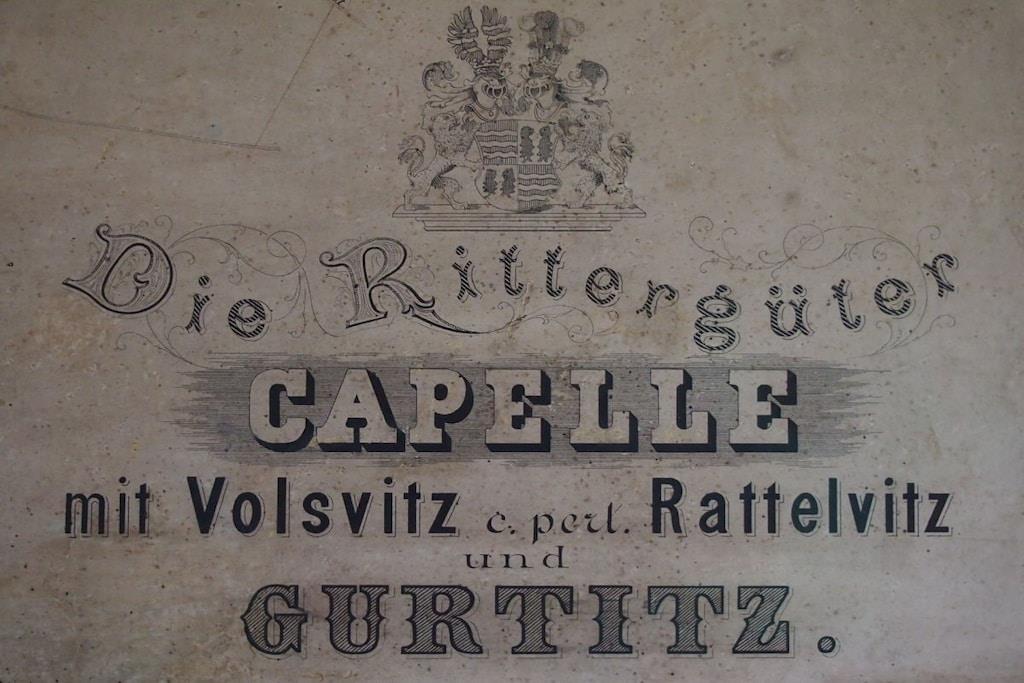 Die Rittergüter
CAPELLE
mit Volsvitz c. pert. Rattelvitz
und
GURTITZ.